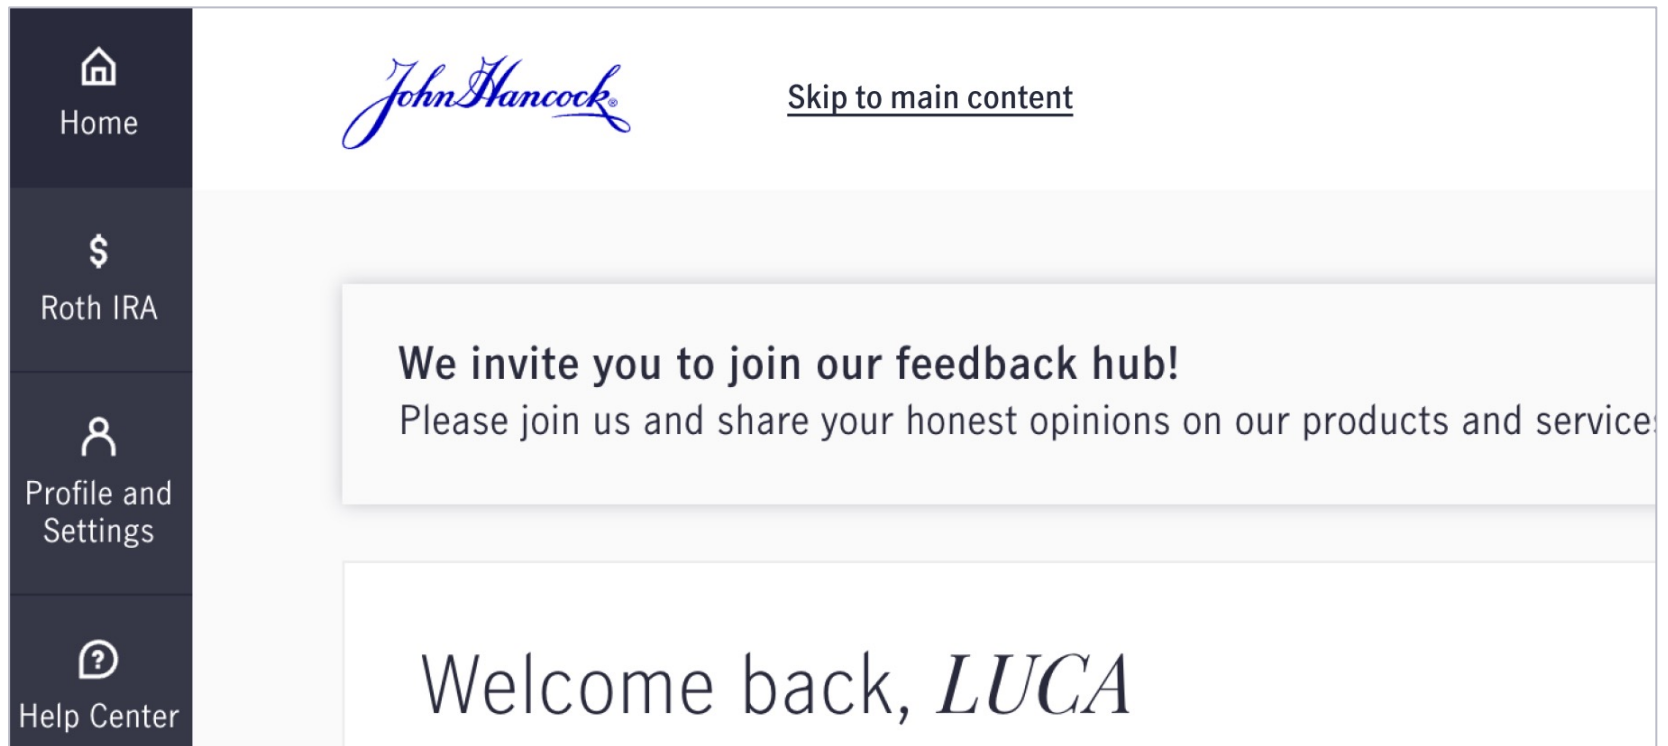 Home
Roth IRA
Profile and
Settings
Help Center
John Hancock®
Skip to main content
We invite you to join our feedback hub!
Please join us and share your honest opinions on our products and service
Welcome back, LUCA